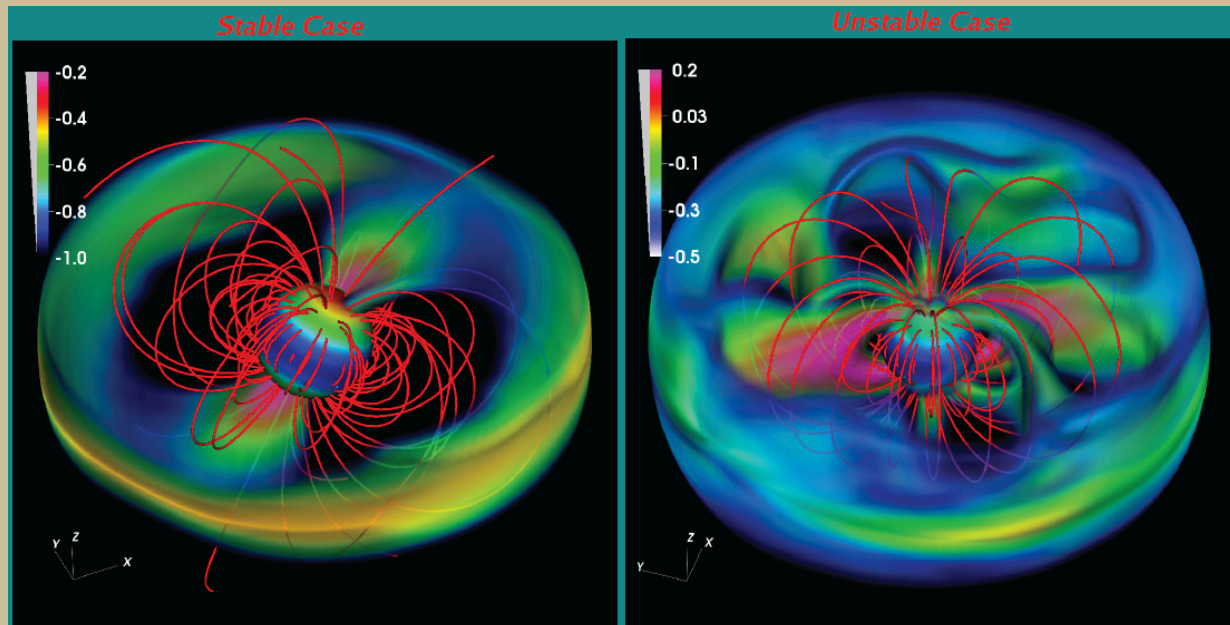 Stable Case
-0.2
-0.4
-0.6
-0.8
-1.0
Y
Z
X
Unstable Case
0.2
0.03
-0.1
-0.3
-0.5
Y
Z
X